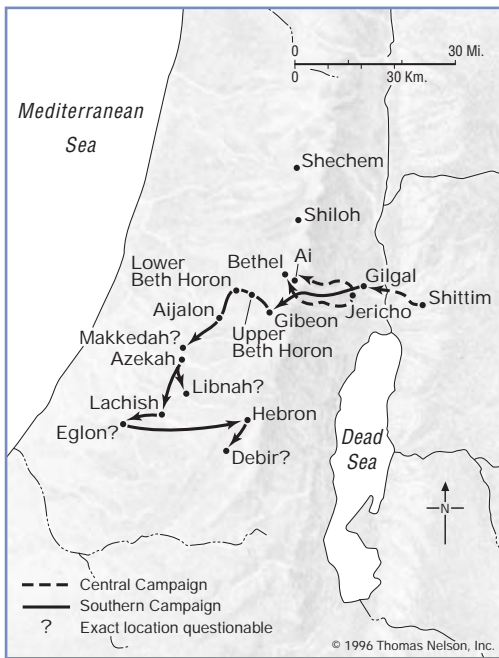 0 30 Mi.
0 30 Km.
Mediterranean
Sea
Shechem
Shiloh
Ai
Bethel
Lower
Beth Horon
Gilgal
Shittim
Jericho
Aijalon
Gibeon
Upper
Beth Horon
Makkedah?
Azekah
Libnah?
Lachish
Hebron
Eglon?
Debir?
Dead
Sea
N
Central Campaign
Southern Campaign
? Exact location questionable
© 1996 Thomas Nelson, Inc.